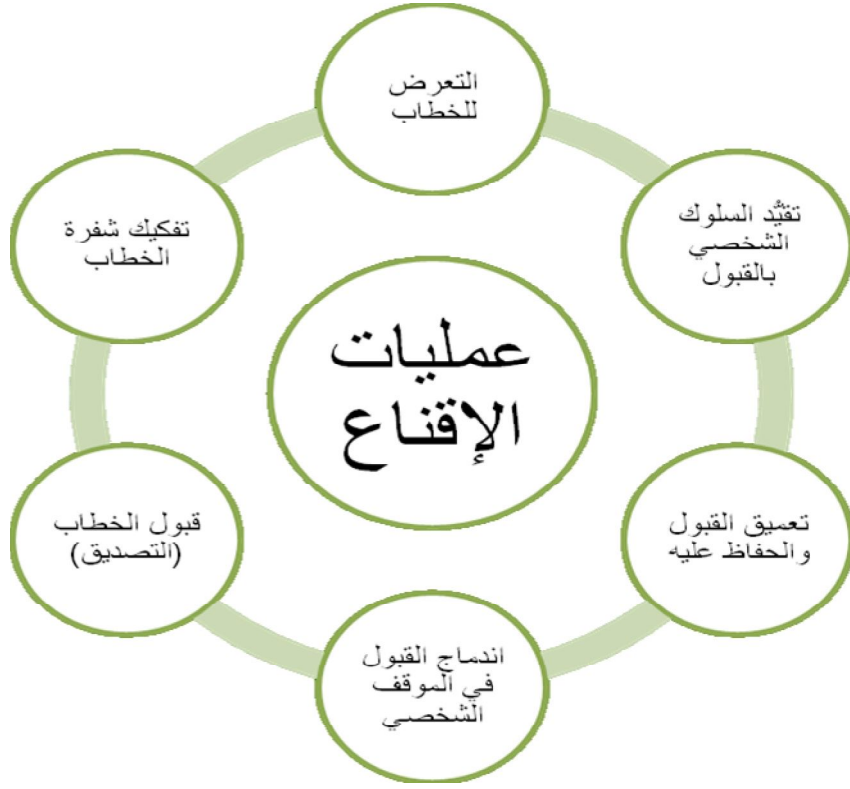 التعرض
للخطاب
تفكيك شفرة
الخطاب
قبول الخطاب
(التصديق)
اندماج القبول
في الموقف
الشخصي
تعميق القبول
والحفاظ عليه
تقيُّد السلوك
الشخصي
بالقبول
عمليات
الإقناع